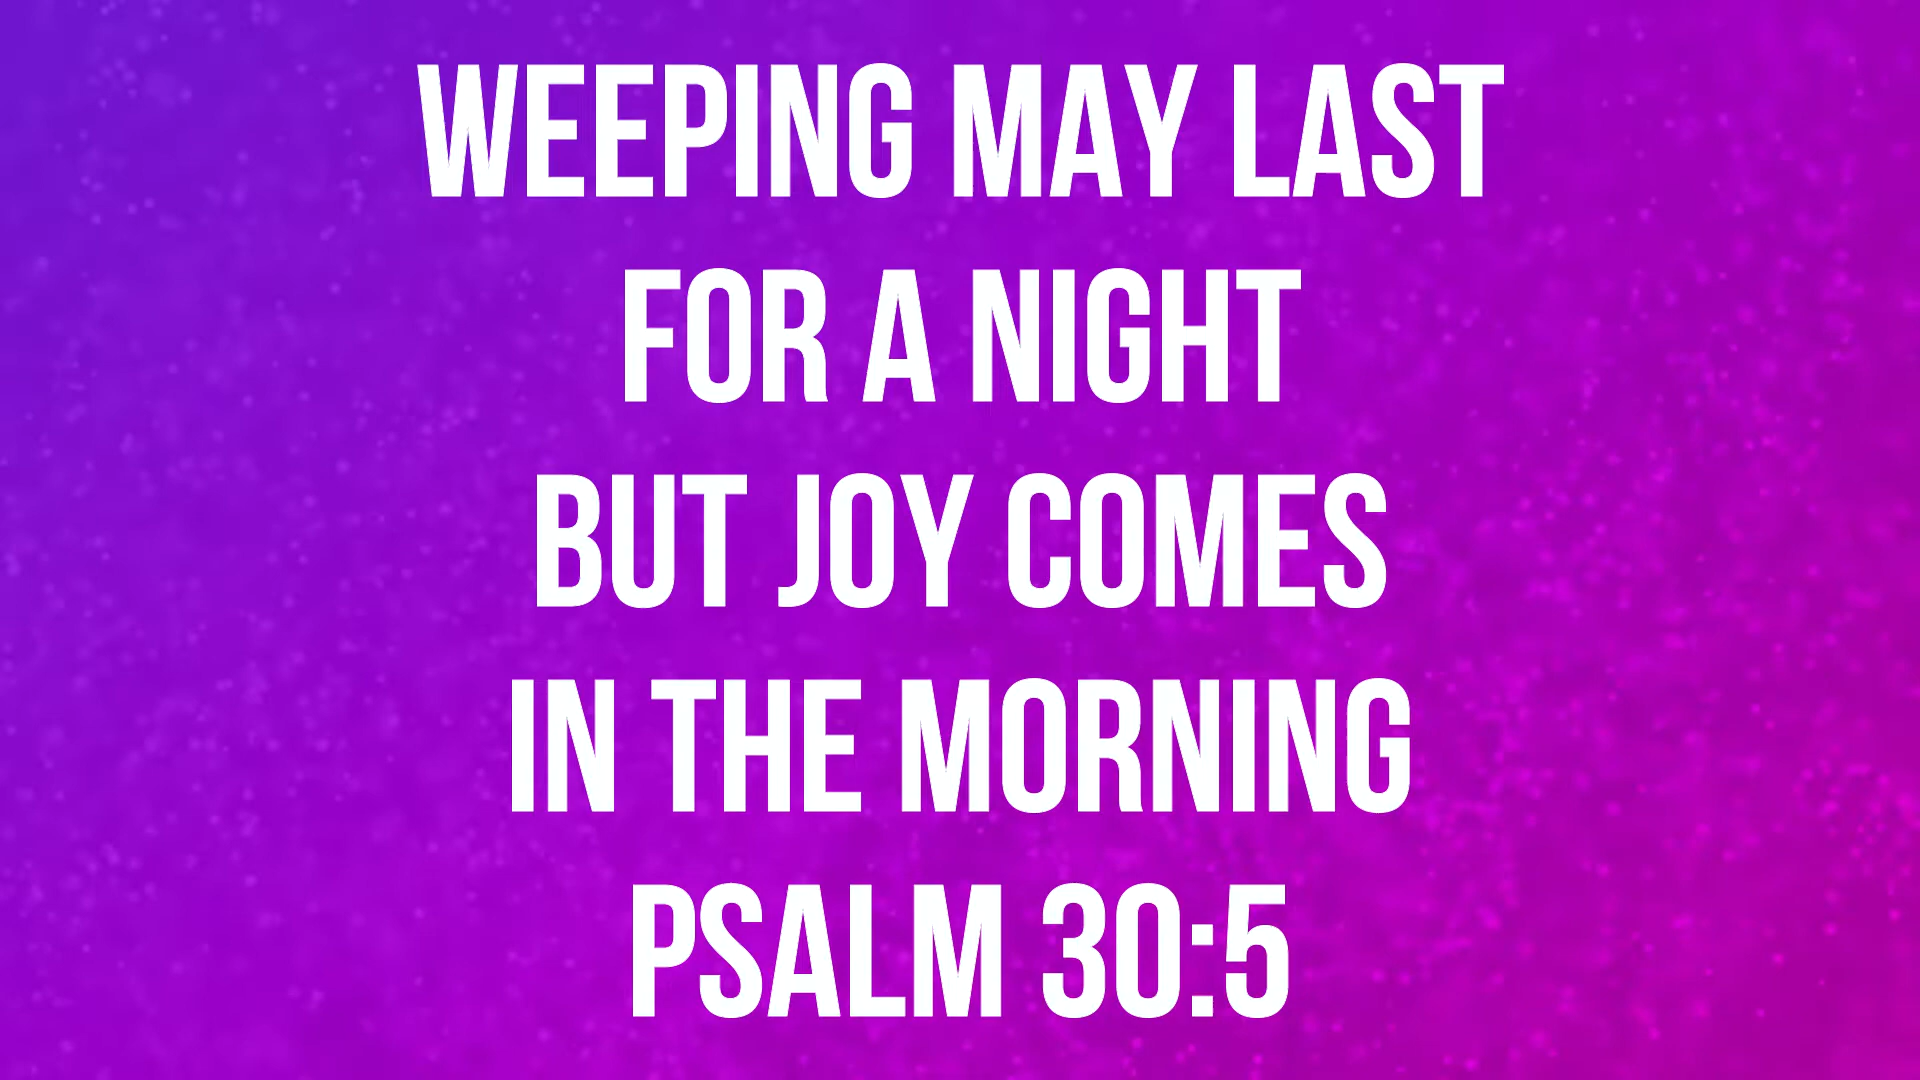 WEEPING MAY LAST
FOR A NIGHT
BUT JOY COMES
IN THE MORNING
PSALM 30:5